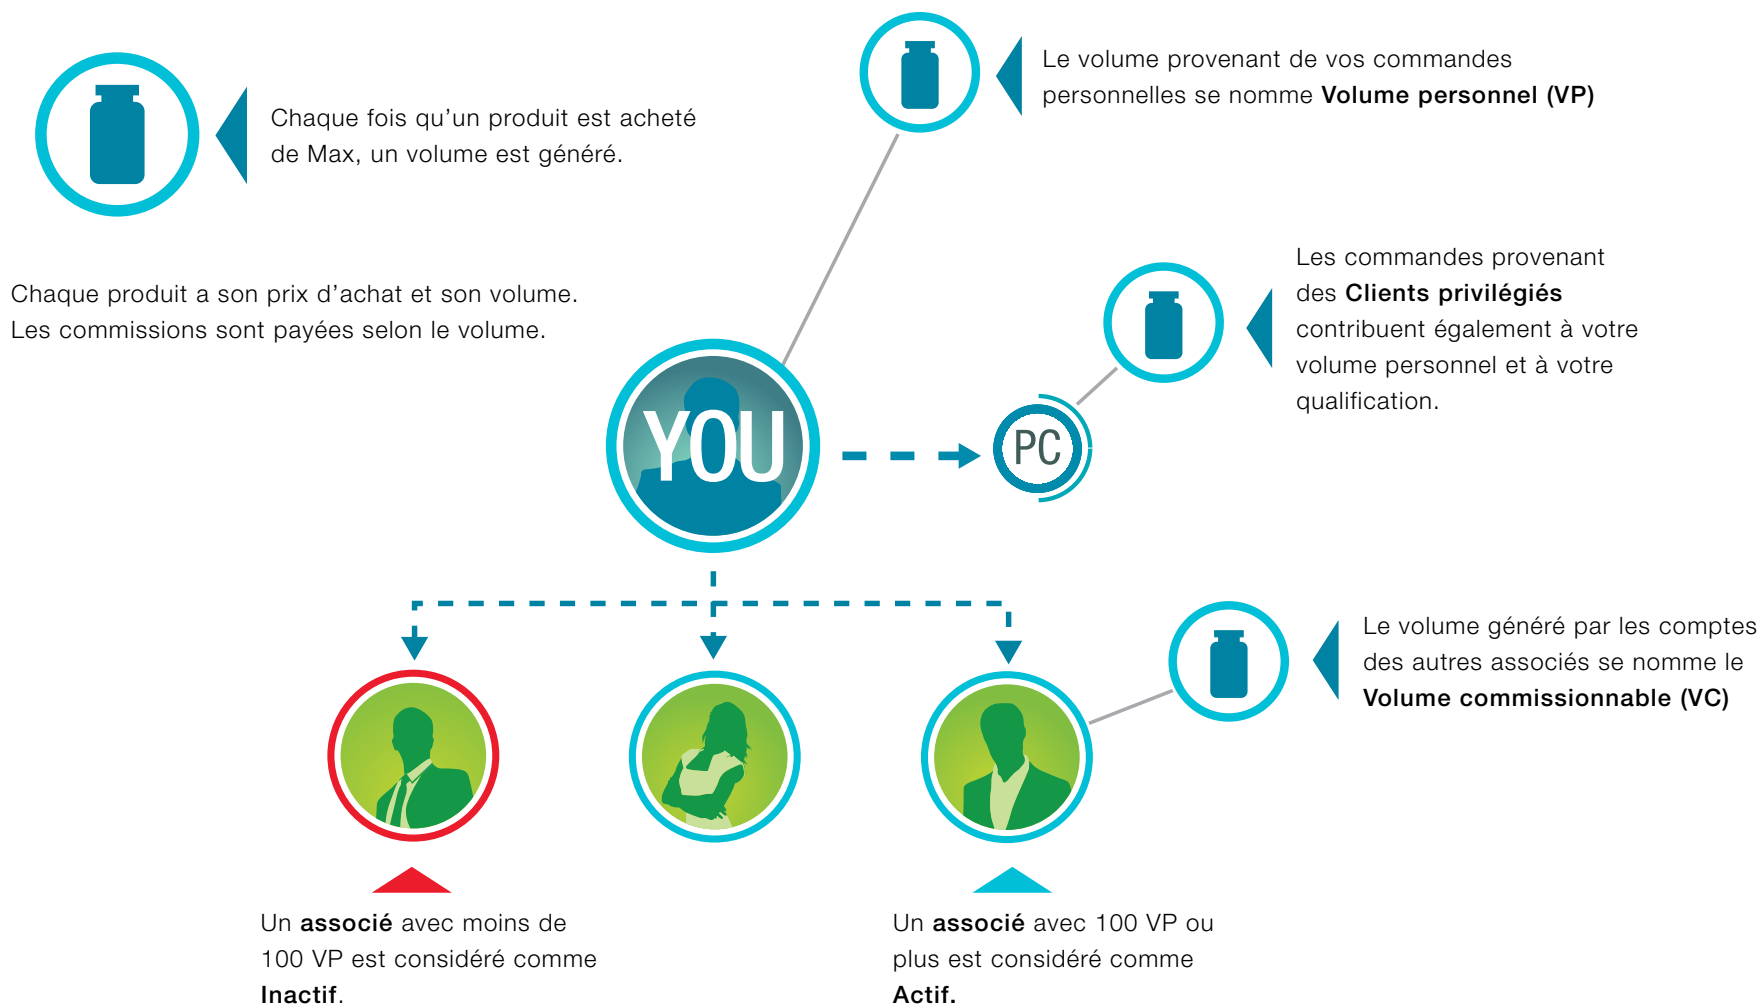 Chaque fois qu’un produit est acheté
de Max, un volume est généré.
Le volume provenant de vos commandes
personnelles se nomme Volume personnel (VP)
Chaque produit a son prix d’achat et son volume.
Les commissions sont payées selon le volume.
Les commandes provenant
des Clients privilégiés
contribuent également à votre
volume personnel et à votre
qualification.
YOU
PC
Le volume généré par les comptes
des autres associés se nomme le
Volume commissionnable (VC)
Un associé avec moins de
100 VP est considéré comme
Inactif.
Un associé avec 100 VP ou
plus est considéré comme
Actif.